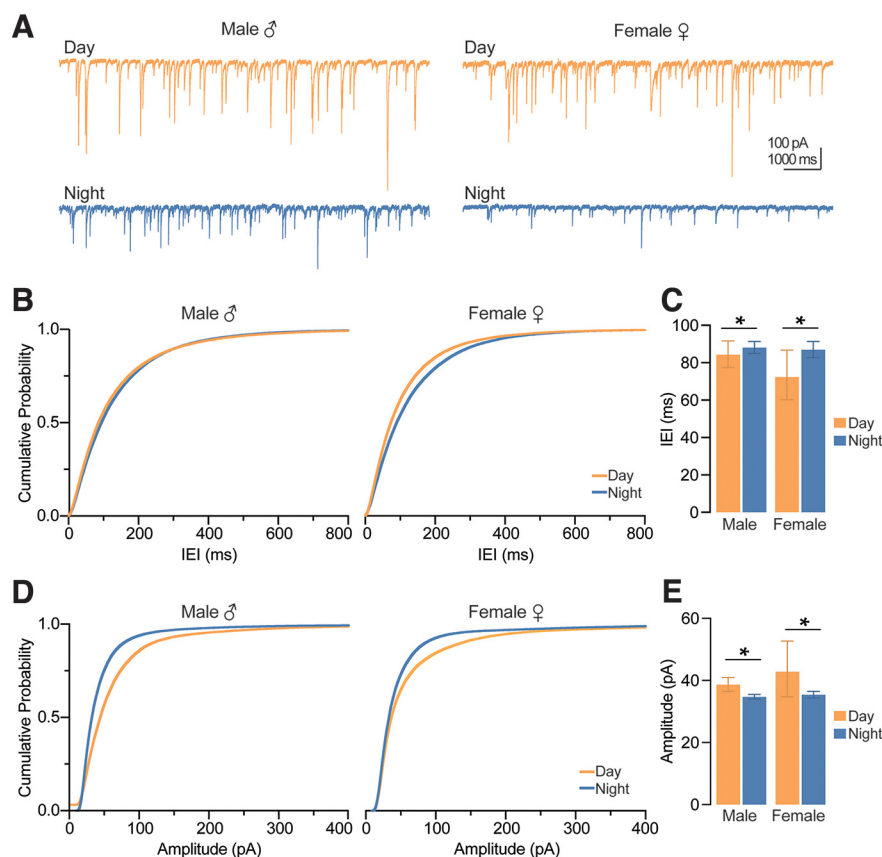 A
Male ♂
Female ♀
Day
Day
100 pA
1000 ms
Night
Night
B
Male ♂
Female ♀
C
Cumulative Probability
1.0
0.5
0.0
0
200
400
600
800
IEI (ms)
0
200
400
600
800
IEI (ms)
Day
Night
IEI (ms)
100
80
60
40
20
0
*
*
Male
Female
Day
Night
D
Male ♂
Female ♀
E
Cumulative Probability
1.0
0.5
0.0
0
100
200
300
400
Amplitude (pA)
0
100
200
300
400
Amplitude (pA)
Day
Night
Amplitude (pA)
60
40
20
0
*
*
Male
Female
Day
Night